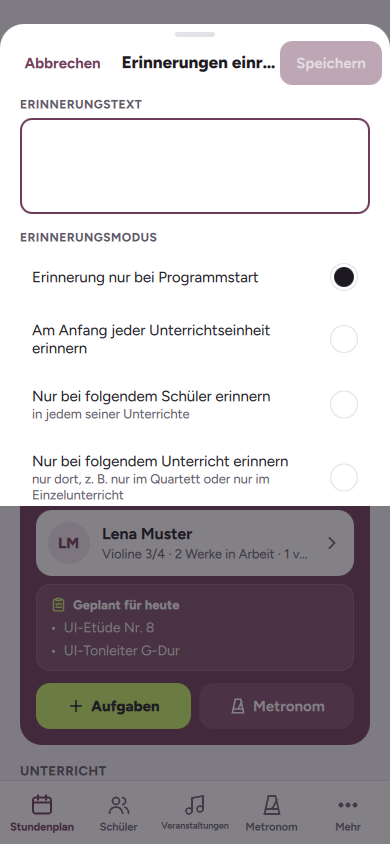 Abbrechen
Erinnerungen einr...
Speichern
ERINNERUNGSTEXT
ERINNERUNGSMODUS
Erinnerung nur bei Programmstart
Am Anfang jeder Unterrichtseinheit
erinnern
Nur bei folgendem Schüler erinnern
in jedem seiner Unterrichte
Nur bei folgendem Unterricht erinnern
nur dort, z. B. nur im Quartett oder nur im
Einzelunterricht
LM
Lena Muster
Violine 3/4 · 2 Werke in Arbeit · 1 v...
Geplant für heute
• UI-Etüde Nr. 8
• UI-Tonleiter G-Dur
+ Aufgaben
Metronom
UNTERRICHT
Stundenplan
Schüler
Veranstaltungen
Metronom
Mehr